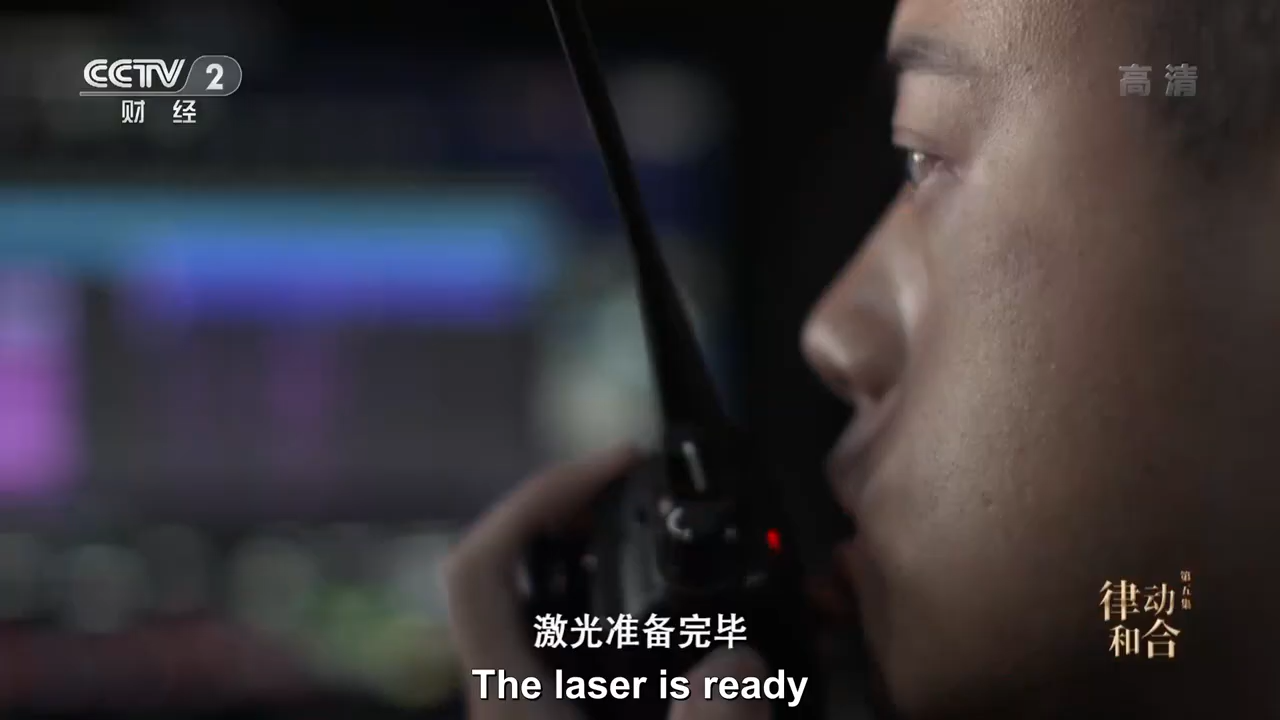 CCTV 2
财 经
高 清
激光准备完毕
The laser is ready
第五集
律动
和合